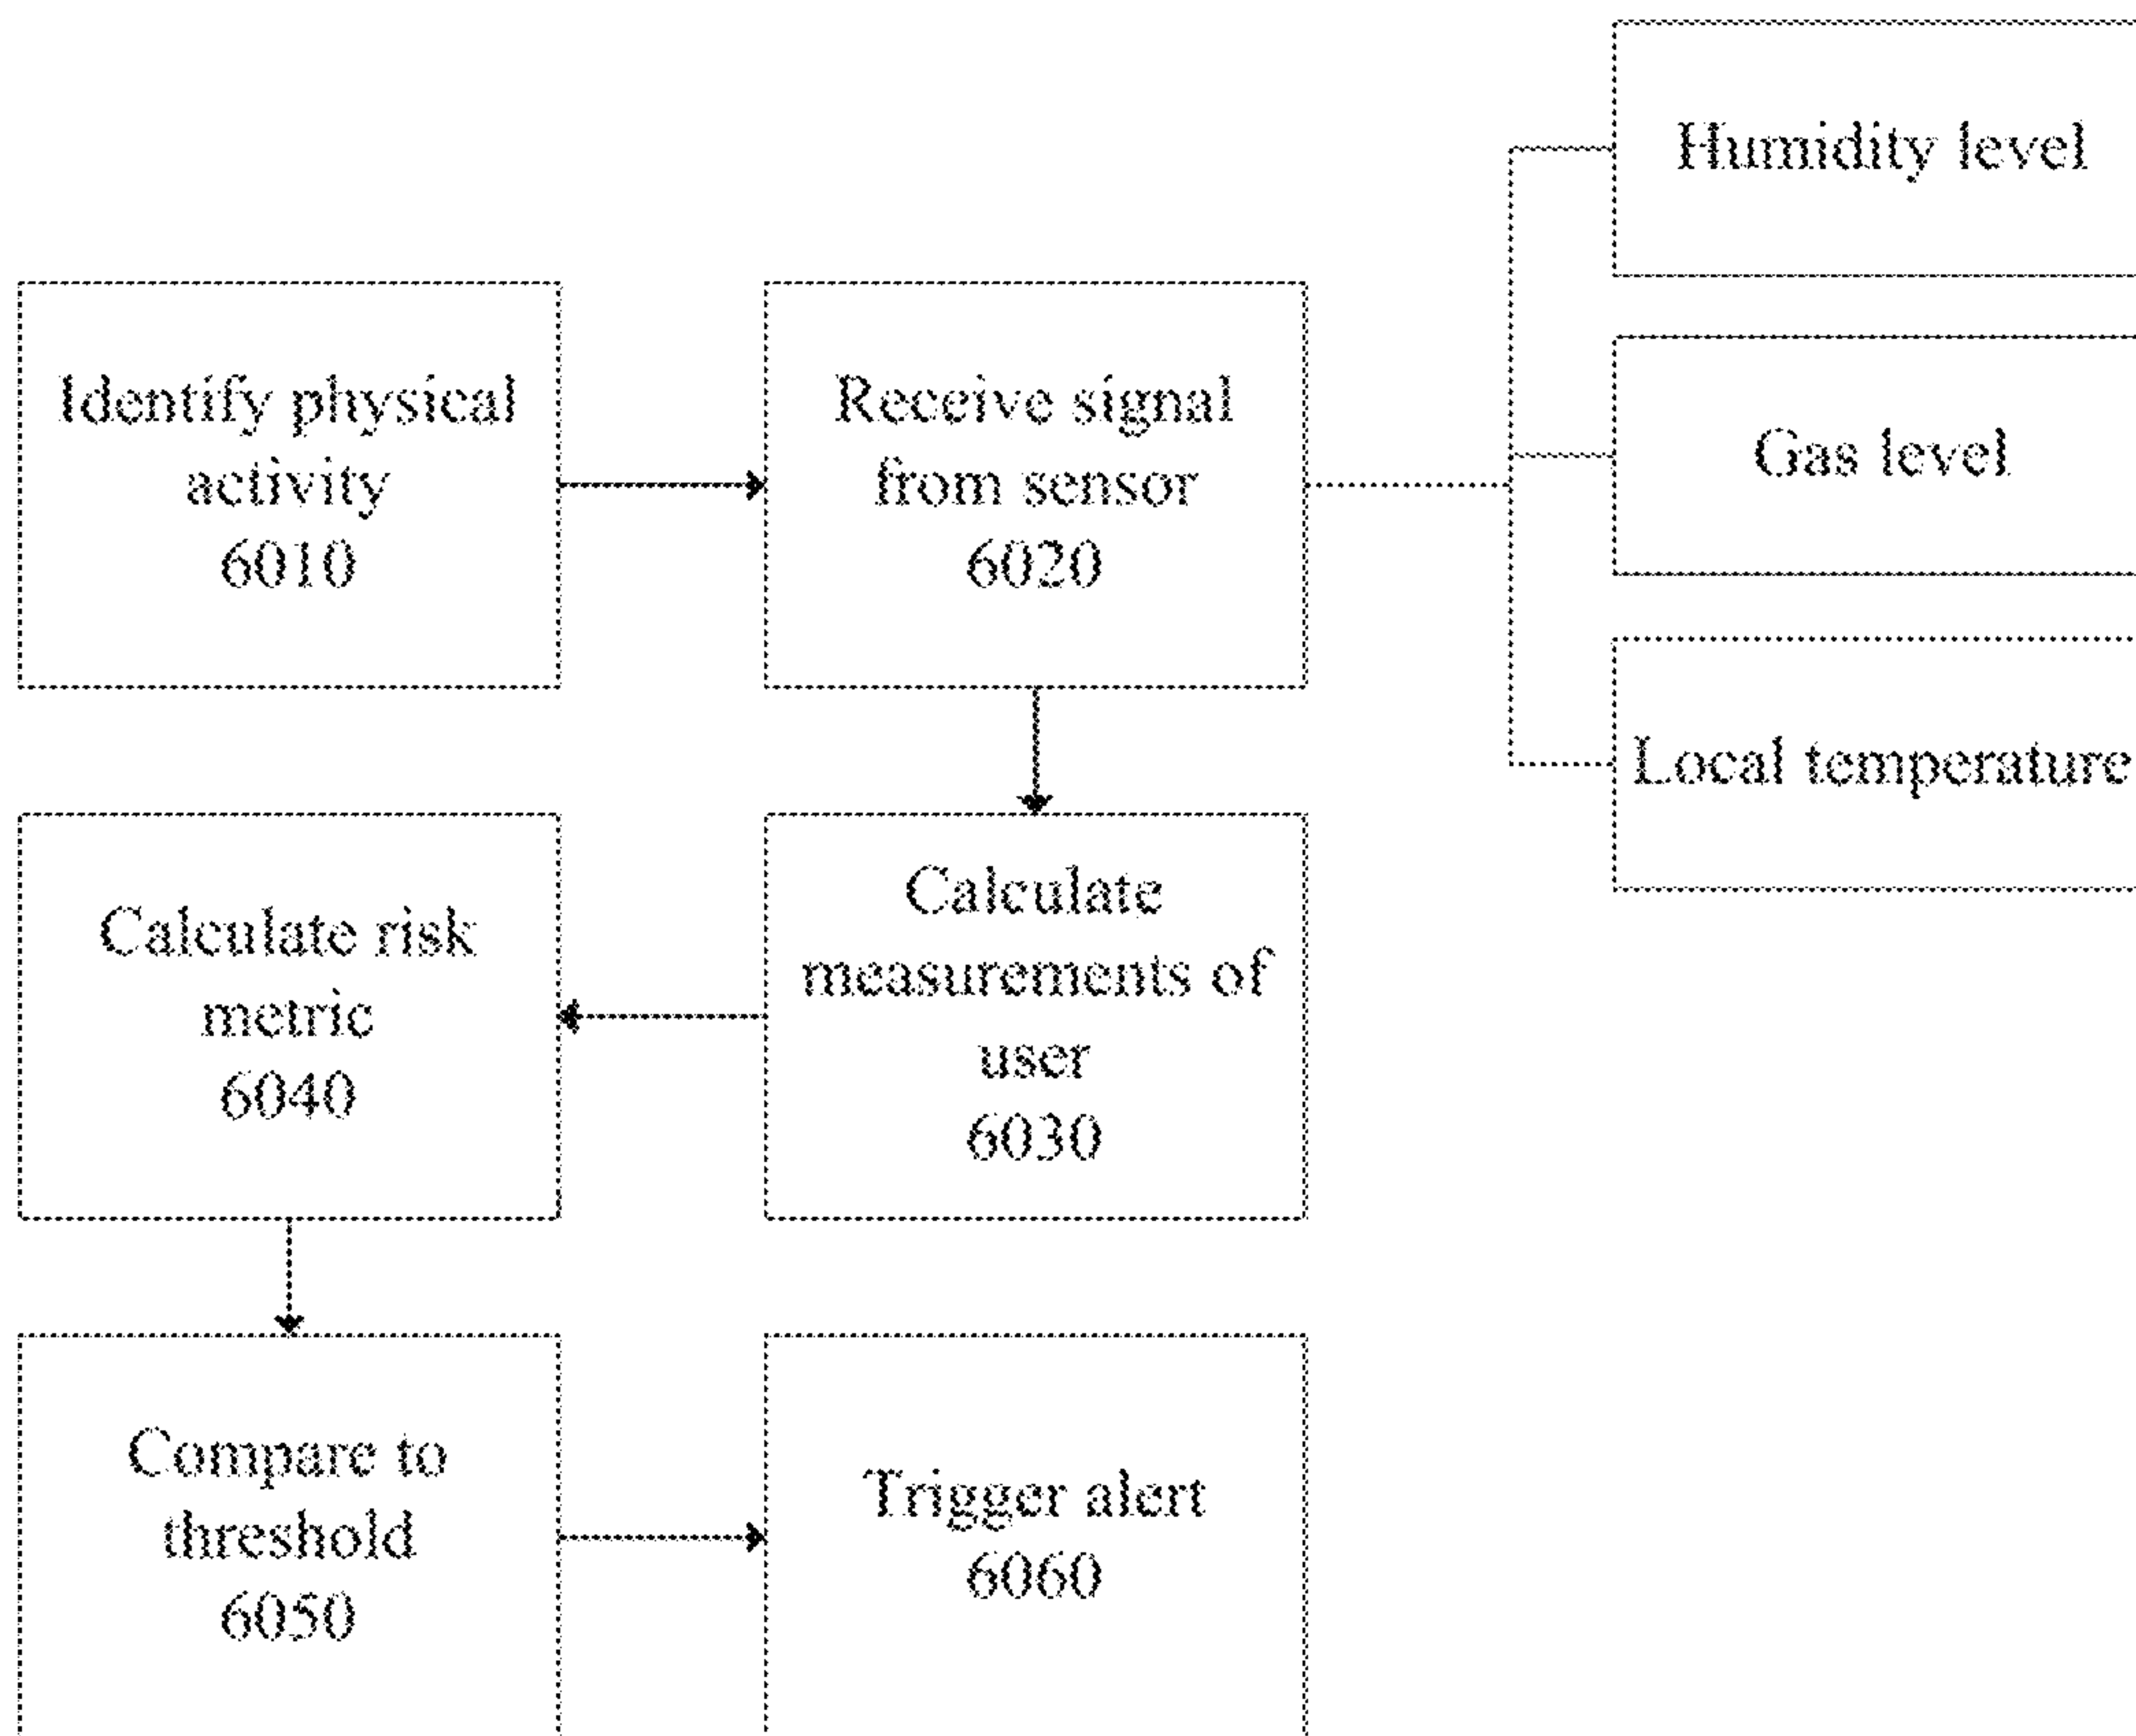 Humidity level
Identify physical
activity
6010
Receive signal
from sensor
6020
Gas level
Local temperature
Calculate risk
metric
6040
Calculate
measurements of
user
6030
Compare to
threshold
6050
Trigger alert
6060